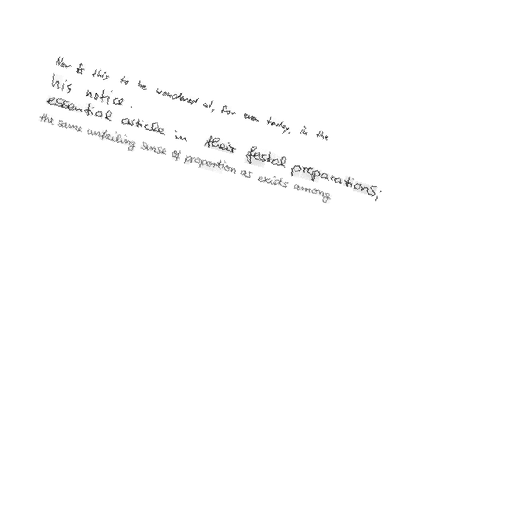 Nor is this to be wondered at, for even today, in the
his notice.
essential article in their festal preparations;
the same unfailing sense of proportion as exists among